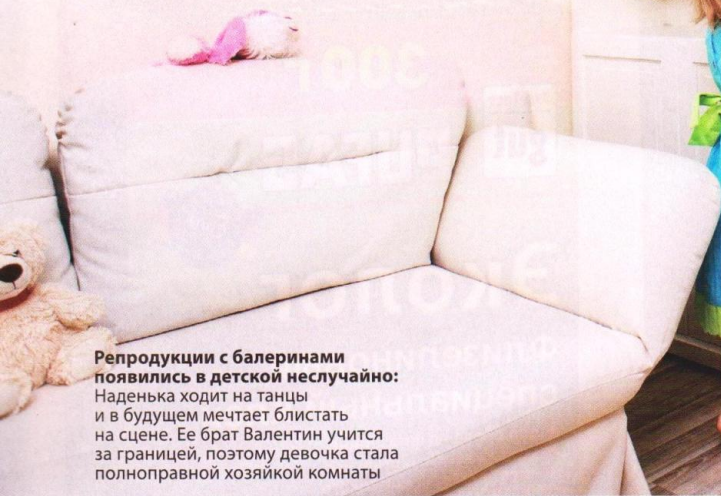 Репродукции с балеринами
появились в детской неслучайно:
Наденька ходит на танцы
и в будущем мечтает блистать
на сцене. Ее брат Валентин учится
за границей, поэтому девочка стала
полноправной хозяйкой комнаты